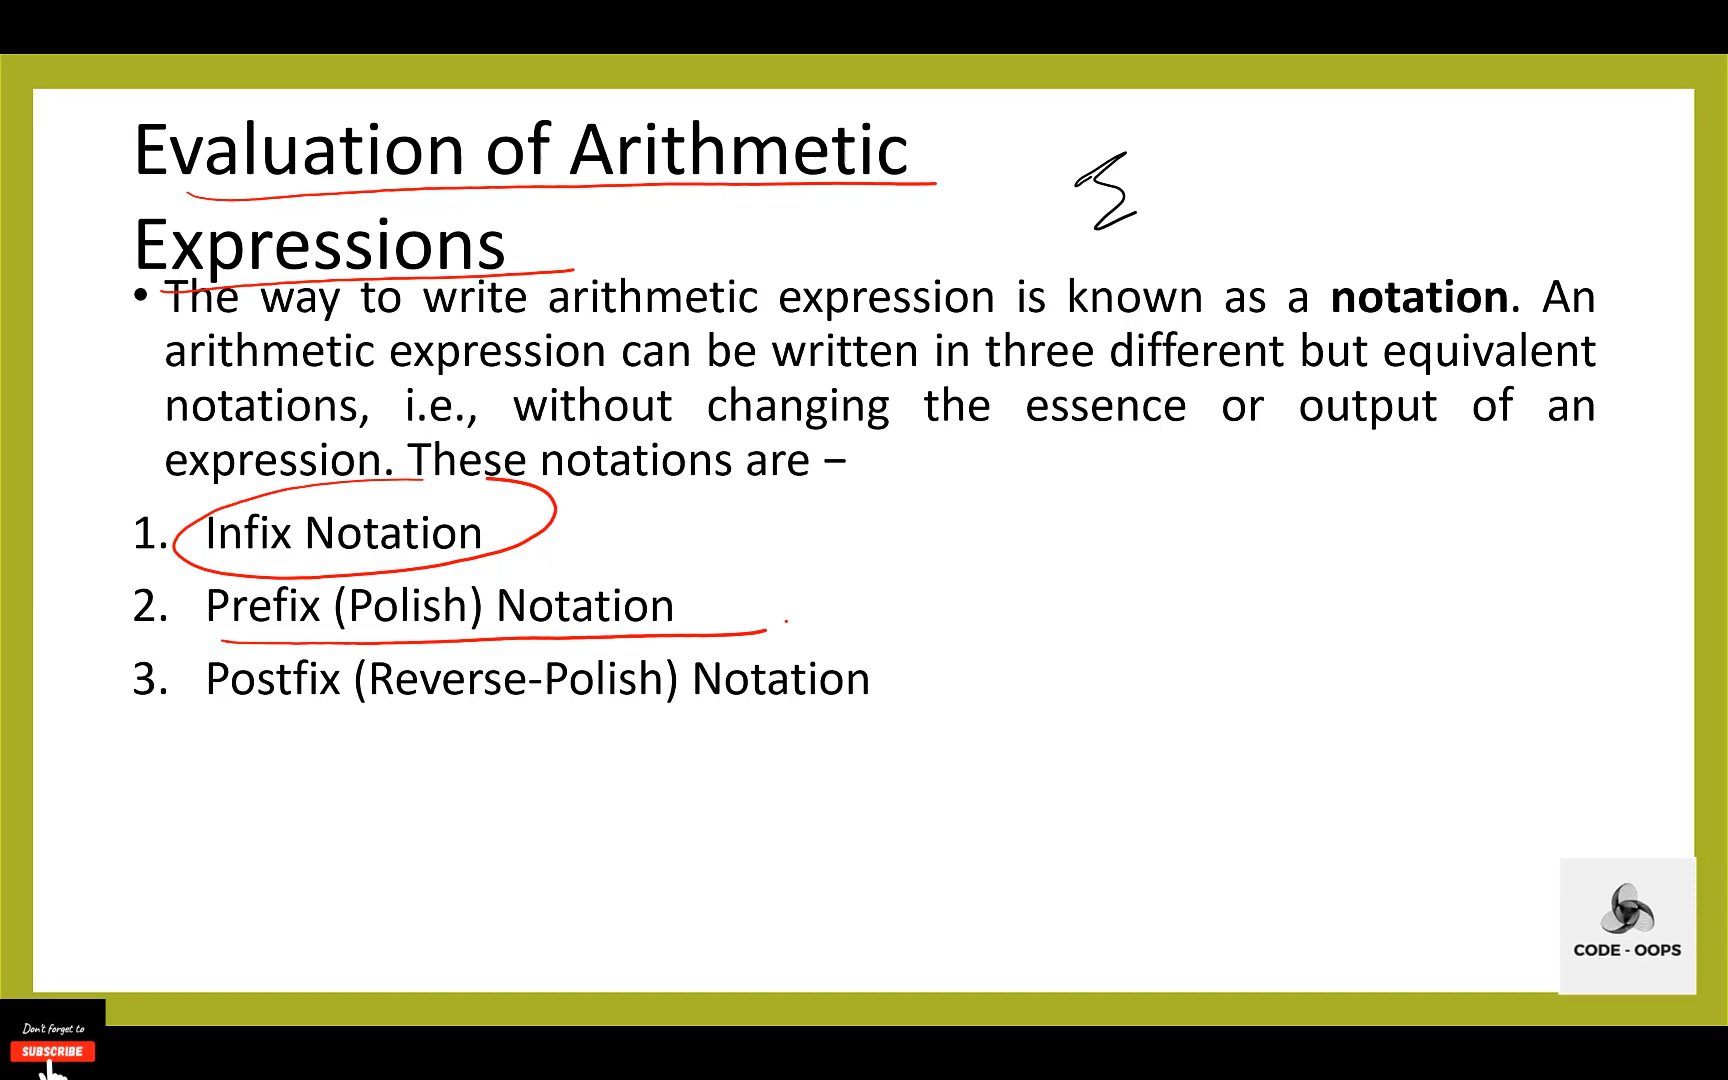 Evaluation of Arithmetic
Expressions
• The way to write arithmetic expression is known as a notation. An
arithmetic expression can be written in three different but equivalent
notations, i.e., without changing the essence or output of an
expression. These notations are –
1. Infix Notation
2. Prefix (Polish) Notation
3. Postfix (Reverse-Polish) Notation
CODE - OOPS
Don't forget to
SUBSCRIBE